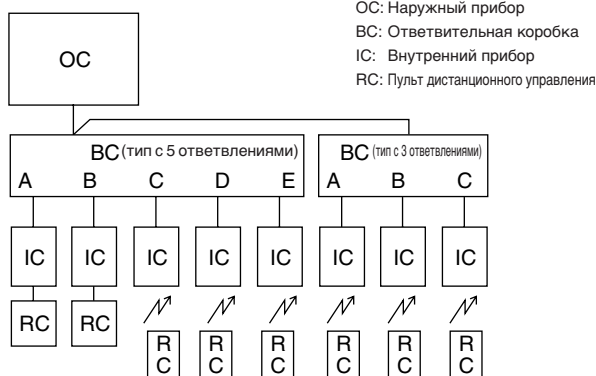 OC: Наружный прибор
BC: Ответвительная коробка
IC: Внутренний прибор
RC: Пульт дистанционного управления
OC
BC (тип с 5 ответвлениями)
A B C D E
BC (тип с 3 ответвлениями)
A B C
IC IC IC IC IC IC IC IC
RC RC
R R R R R R
C C C C C C